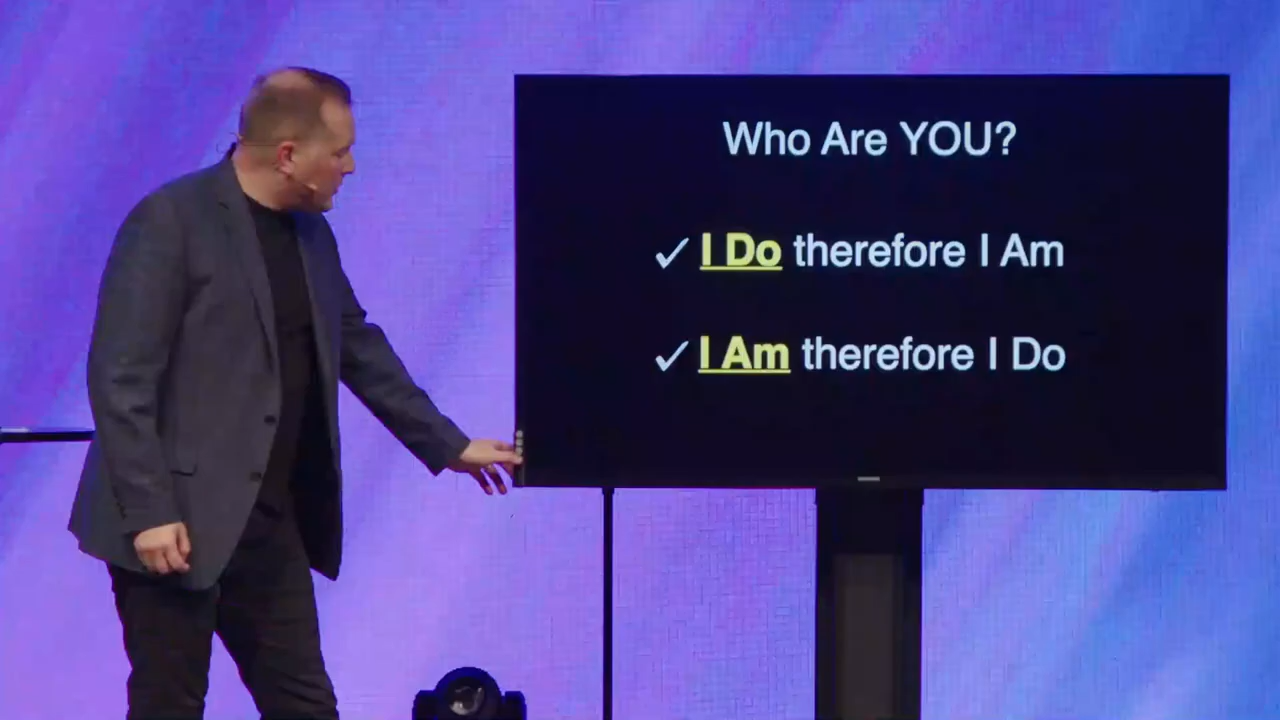 Who Are YOU?
✓ I Do therefore I Am
✓ I Am therefore I Do